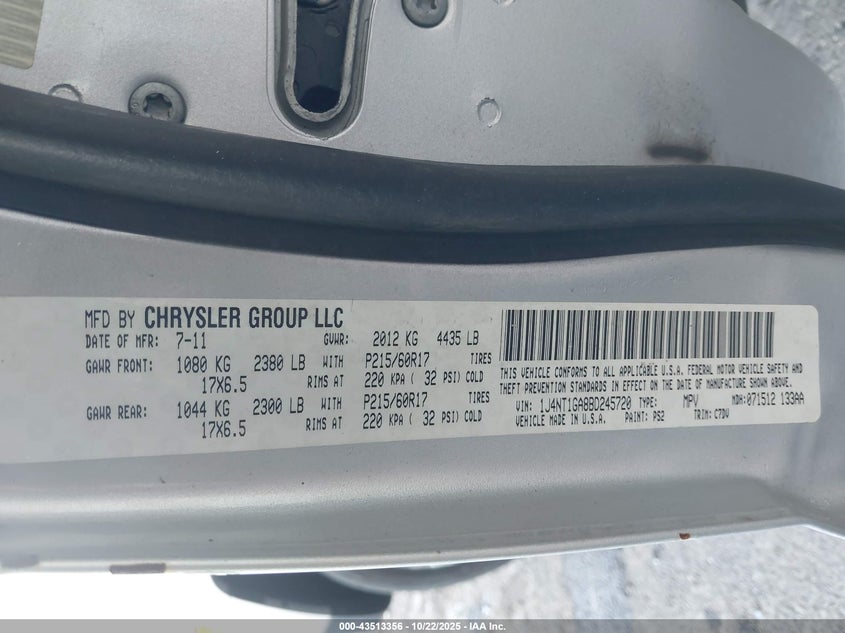 MFD BY CHRYSLER GROUP LLC
DATE OF MFR: 7-11 GVWR: 2012 KG 4435 LB
GAWR FRONT: 1080 KG 2380 LB WITH P215/60R17 TIRES
17X6.5 RIMS AT 220 KPA ( 32 PSI) COLD
GAWR REAR: 1044 KG 2300 LB WITH P215/60R17 TIRES
17X6.5 RIMS AT 220 KPA ( 32 PSI) COLD
THIS VEHICLE CONFORMS TO ALL APPLICABLE U.S.A. FEDERAL MOTOR VEHICLE SAFETY AND
THEFT PREVENTION STANDARDS IN EFFECT ON THE DATE OF MANUFACTURE SHOWN ABOVE.
VIN: 1J4NT1GA8BD245720 TYPE: MPV MDH: 071512 133AA
VEHICLE MADE IN U.S.A. PAINT: PS2 TRIM: C7DV
000-43513356 - 10/22/2025 - IAA Inc.